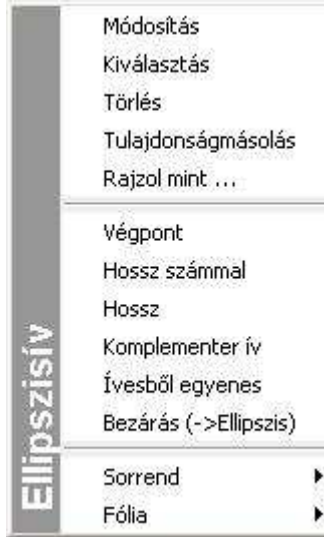 Ellipszisív
Módosítás
Kiválasztás
Törlés
Tulajdonságmásolás
Rajzol mint ...
Végpont
Hossz számmal
Hossz
Komplementer ív
Ívesből egyenes
Bezárás (->Ellipszis)
Sorrend
Fólia